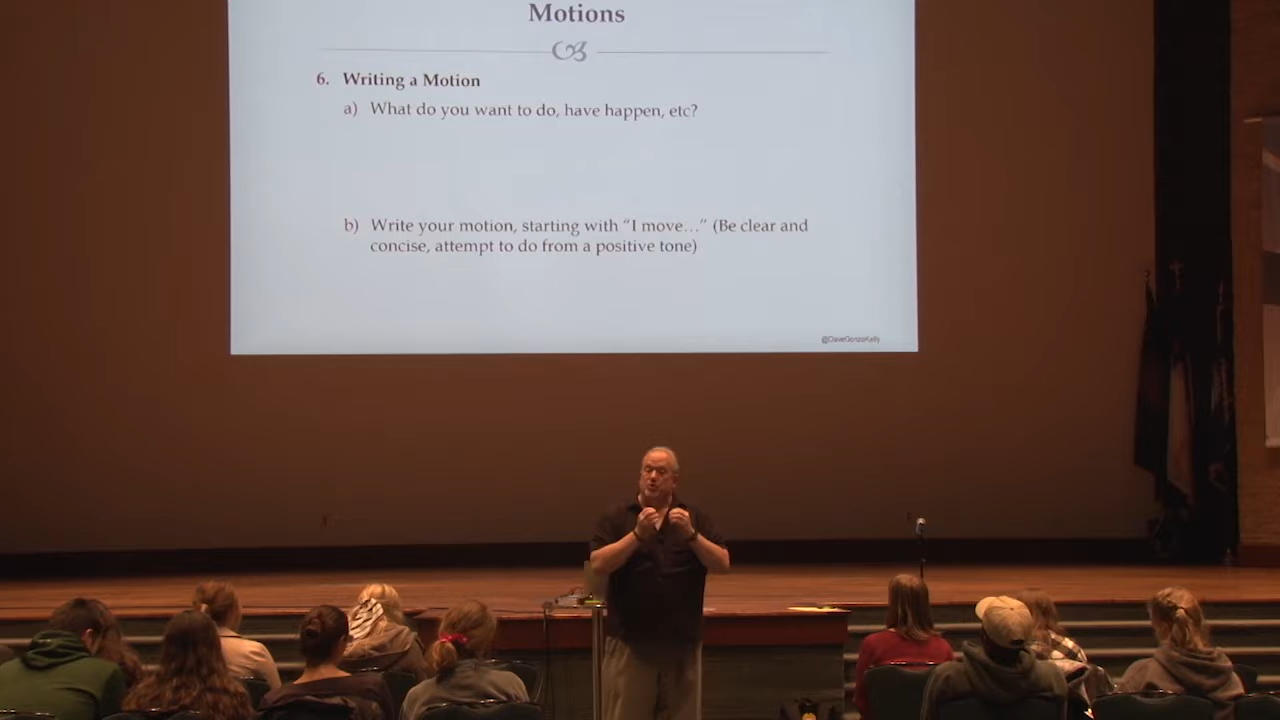 Motions
6. Writing a Motion
a) What do you want to do, have happen, etc?
b) Write your motion, starting with “I move…” (Be clear and
concise, attempt to do from a positive tone)
@DaveGonzoKelly